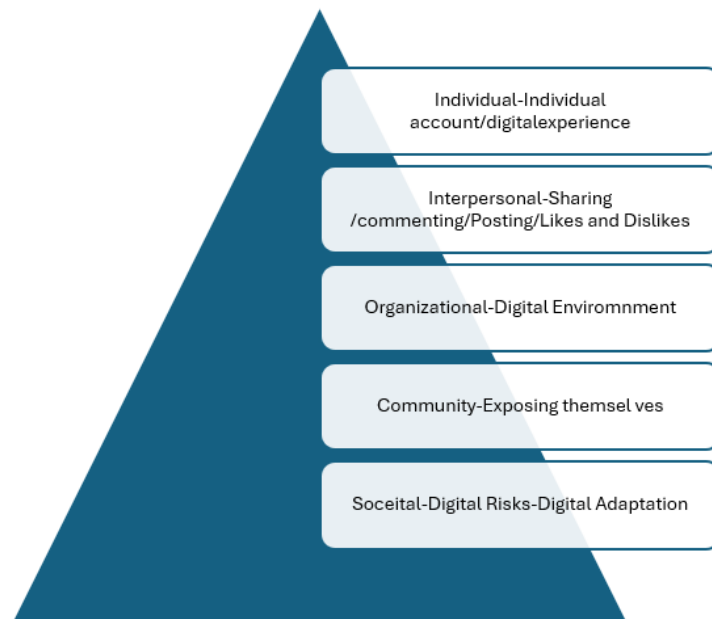 Individual-Individual
account/digitalexperience
Interpersonal-Sharing
/commenting/Posting/Likes and Dislikes
Organizational-Digital Enviromnment
Community-Exposing themsel ves
Soceital-Digital Risks-Digital Adaptation